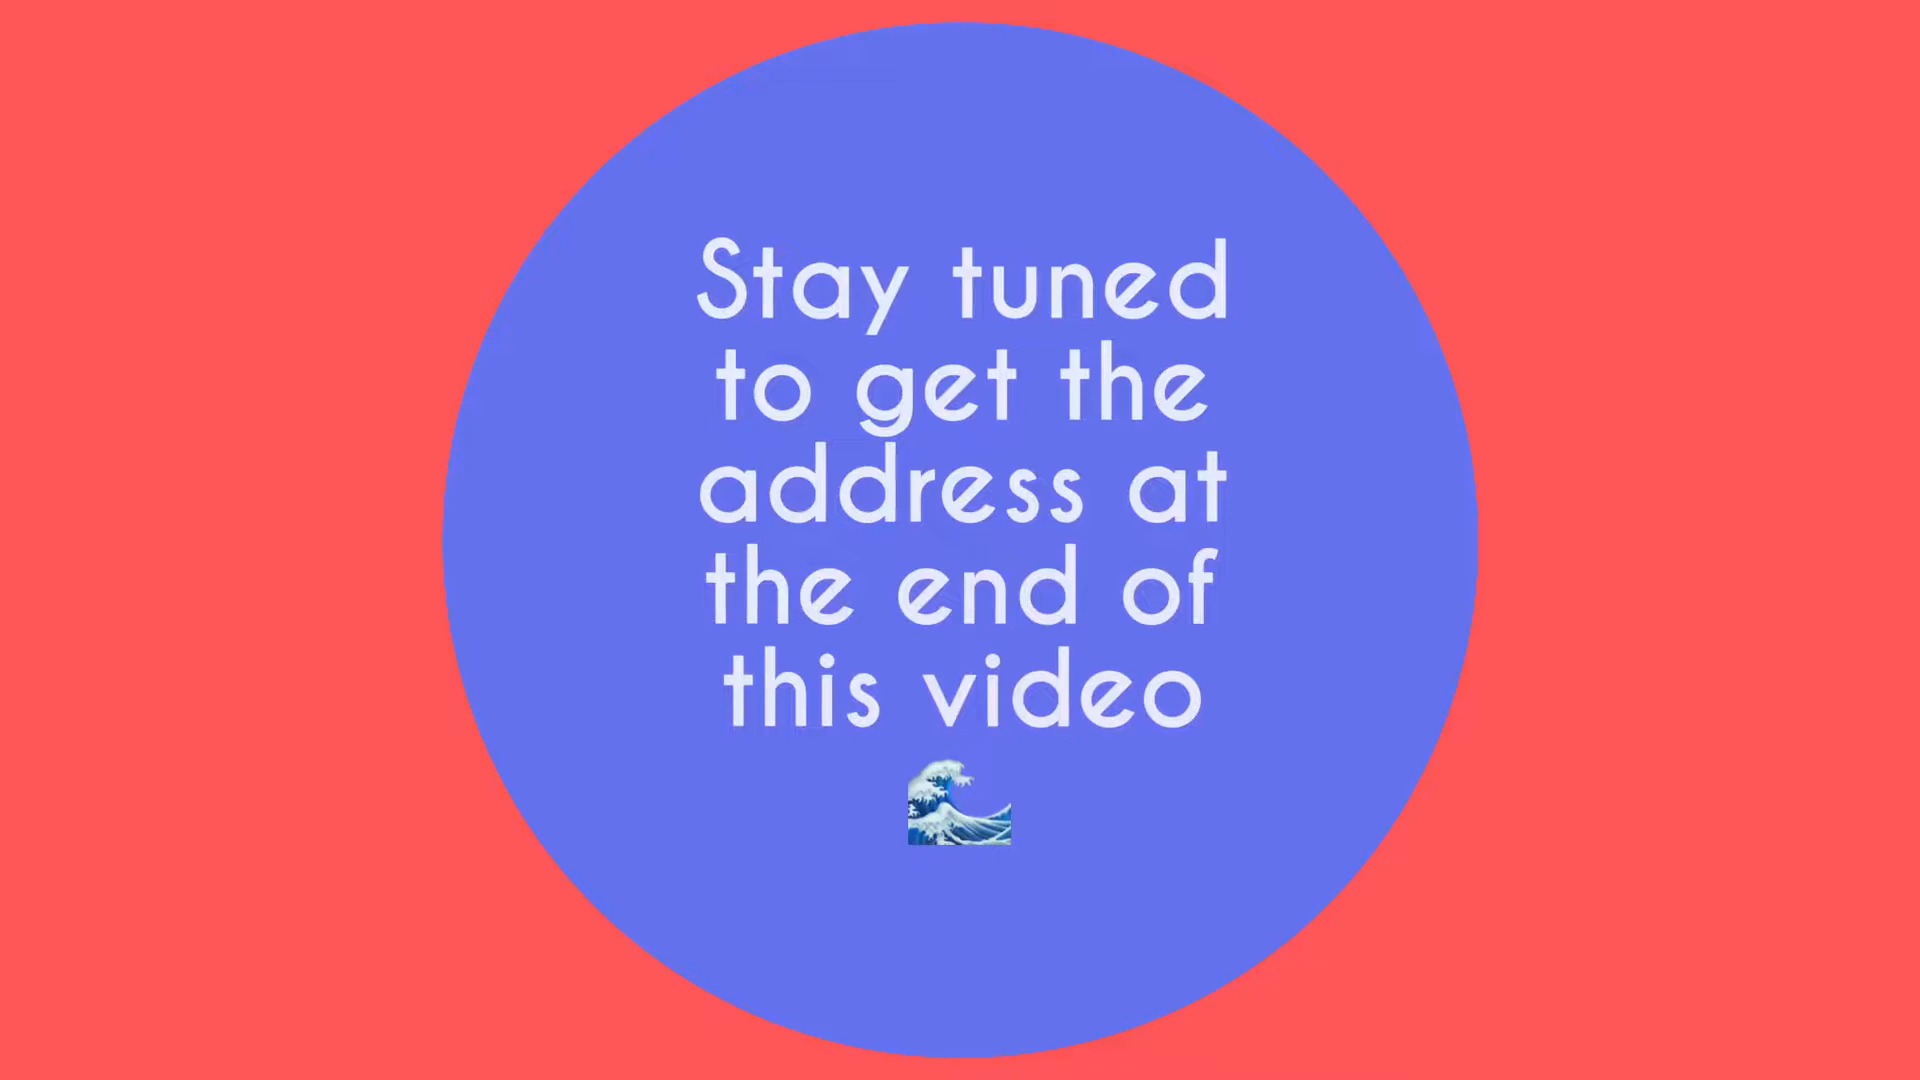 Stay tuned
to get the
address at
the end of
this video